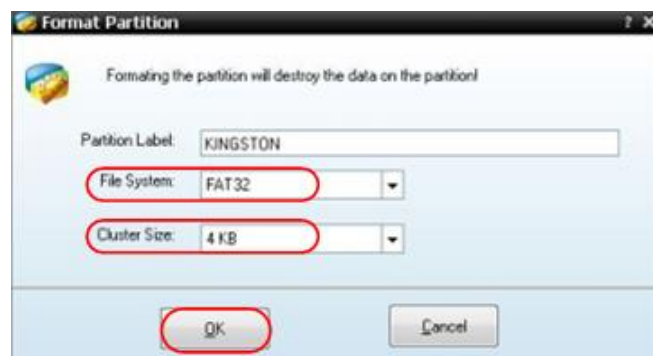 Format Partition ? X
Formating the partition will destroy the data on the partition!
Partition Label: KINGSTON
File System: FAT32
Cluster Size: 4 KB
OK Cancel